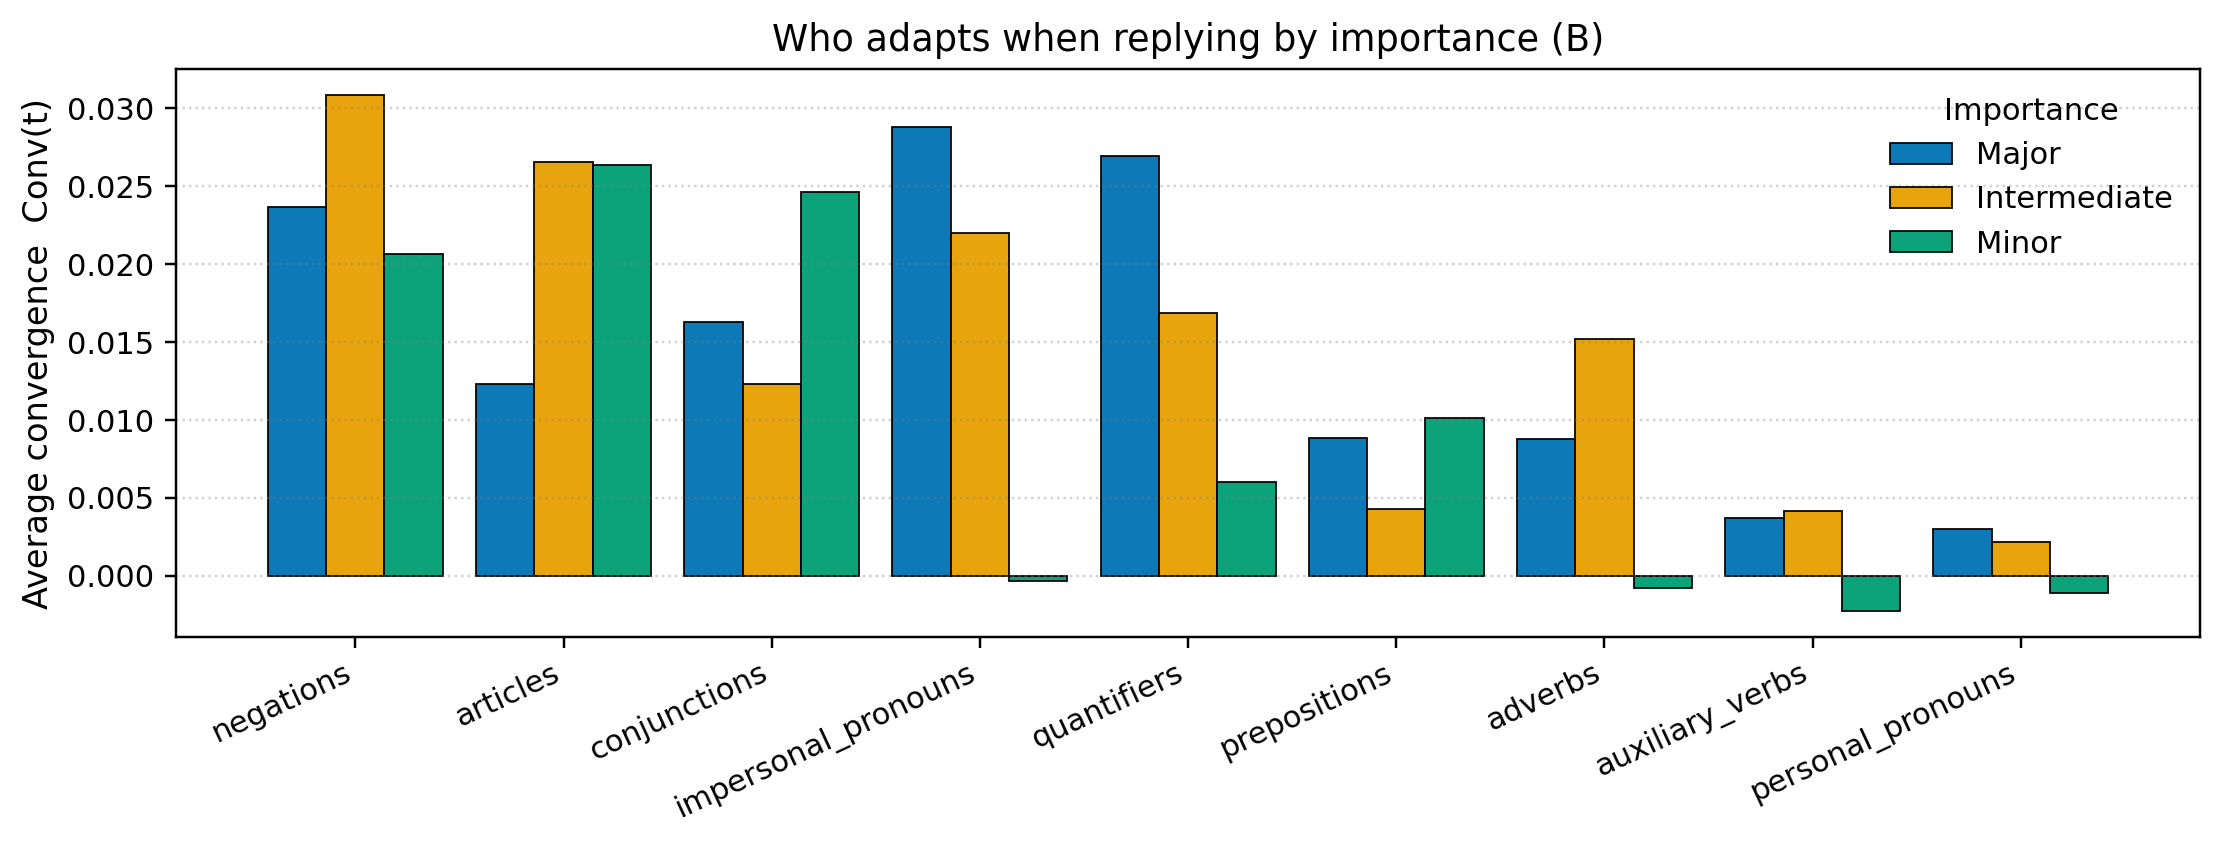 Who adapts when replying by importance (B)
Average convergence Conv(t)
0.030
0.025
0.020
0.015
0.010
0.005
0.000
Importance
Major
Intermediate
Minor
negations
articles
conjunctions
impersonal_pronouns
quantifiers
prepositions
adverbs
auxiliary_verbs
personal_pronouns